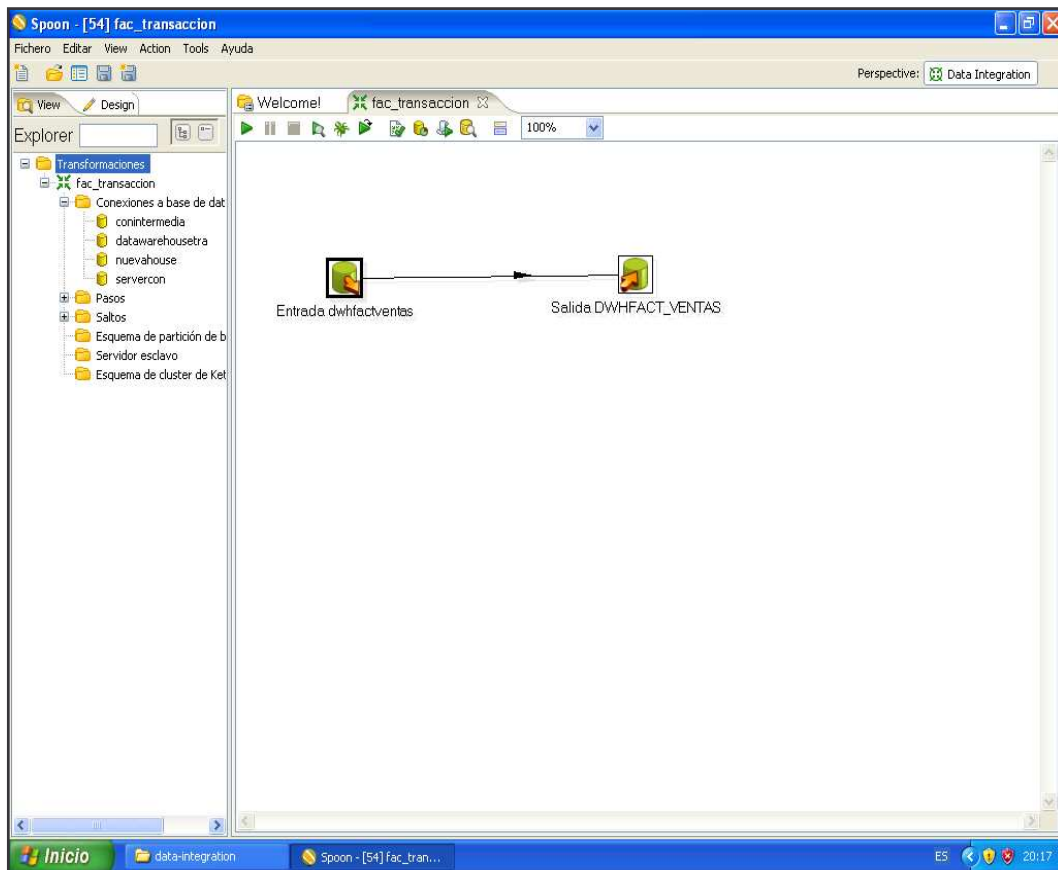 Spoon - [54] fac_transaccion
Fichero Editar View Action Tools Ayuda
Perspective: Data Integration
View Design
Welcome! fac_transaccion
Explorer
100%
Transformaciones
fac_transaccion
Conexiones a base de dat
conintermedia
datawarehousetra
nuevahouse
servercon
Pasos
Saltos
Esquema de partición de b
Servidor esclavo
Esquema de cluster de Ket
Entrada dwhfactventas
Salida DWHFACT_VENTAS
Inicio data-integration Spoon - [54] fac_tran... ES 20:17